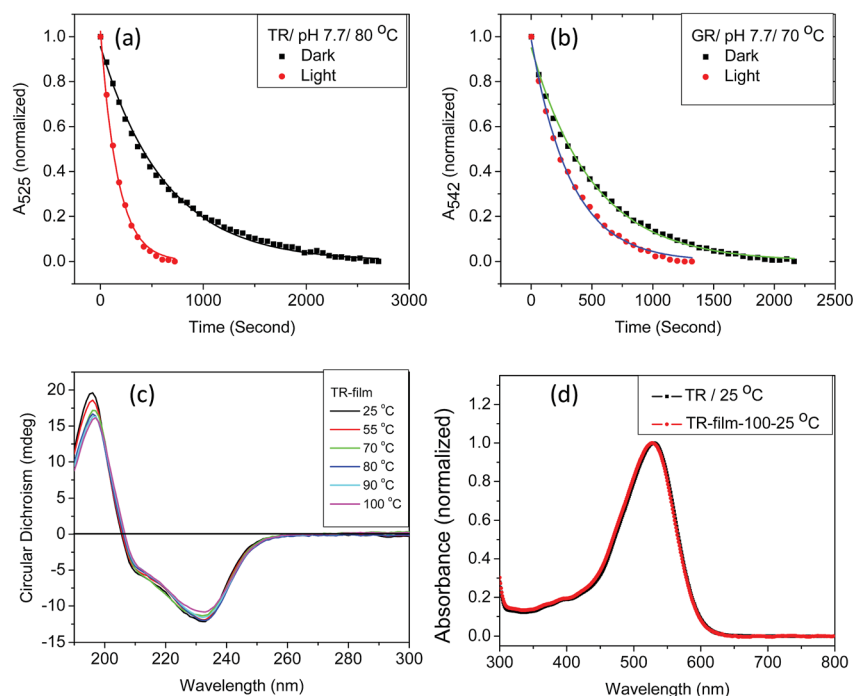 (a)
TR/ pH 7.7/ 80 °C
Dark
Light
A525 (normalized)
1.0
0.8
0.6
0.4
0.2
0.0
0 1000 2000 3000
Time (Second)
(b)
GR/ pH 7.7/ 70 °C
Dark
Light
A542 (normalized)
1.0
0.8
0.6
0.4
0.2
0.0
0 500 1000 1500 2000 2500
Time (Second)
(c)
TR-film
25 °C
55 °C
70 °C
80 °C
90 °C
100 °C
Circular Dichroism (mdeg)
20
15
10
5
0
-5
-10
-15
200 220 240 260 280 300
Wavelength (nm)
(d)
TR / 25 °C
TR-film-100-25 °C
Absorbance (normalized)
1.2
1.0
0.8
0.6
0.4
0.2
0.0
300 400 500 600 700 800
Wavelength (nm)